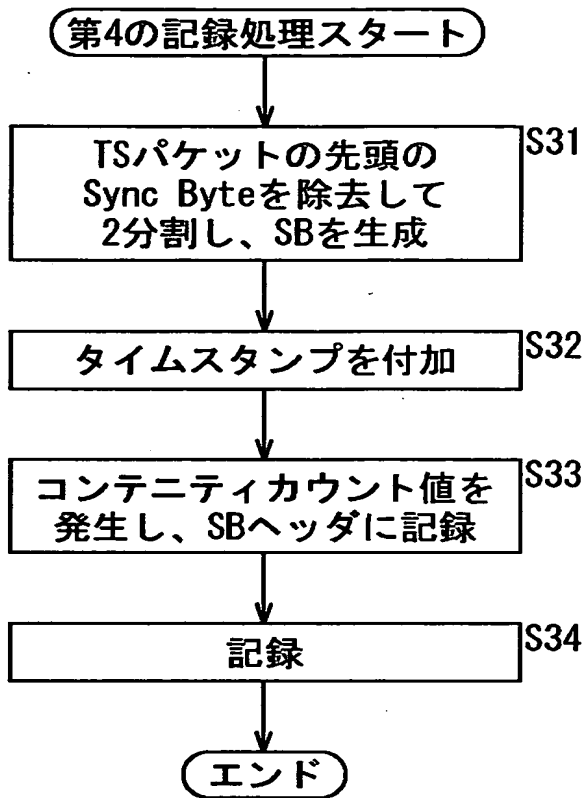 第4の記録処理スタート
S31
TSパケットの先頭の
Sync Byteを除去して
2分割し、SBを生成
S32
タイムスタンプを付加
S33
コンテニティカウント値を
発生し、SBヘッダに記録
S34
記録
エンド